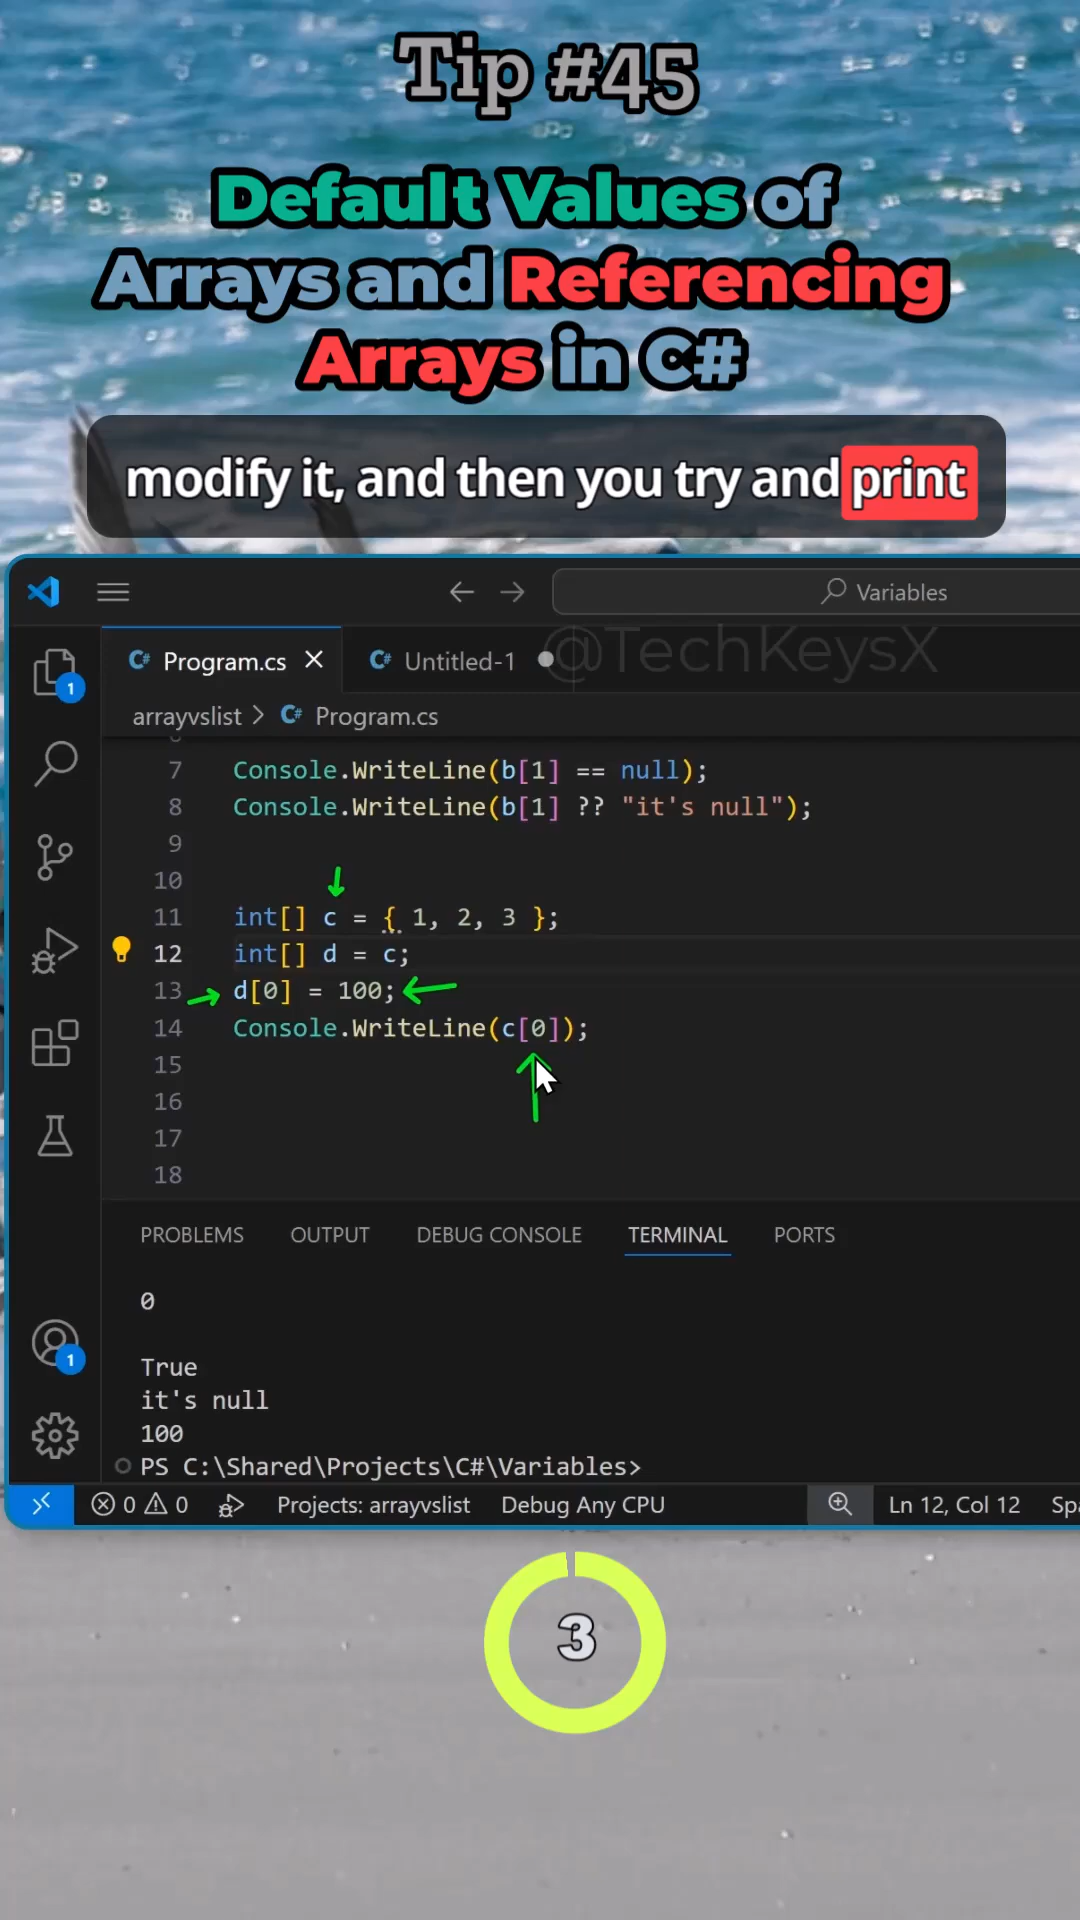 Tip #45
Default Values of
Arrays and Referencing
Arrays in C#
modify it, and then you try and print
Variables
@TechKeysX
C# Program.cs
C# Untitled-1
arrayvslist > C# Program.cs
7 Console.WriteLine(b[1] == null);
8 Console.WriteLine(b[1] ?? "it's null");
9
10
11 int[] c = { 1, 2, 3 };
12 int[] d = c;
13 d[0] = 100;
14 Console.WriteLine(c[0]);
15
16
17
18
1
PROBLEMS OUTPUT DEBUG CONSOLE TERMINAL PORTS
0
True
it's null
100
PS C:\Shared\Projects\C#\Variables>
1
0 0 Projects: arrayvslist Debug Any CPU Ln 12, Col 12 Spa
3